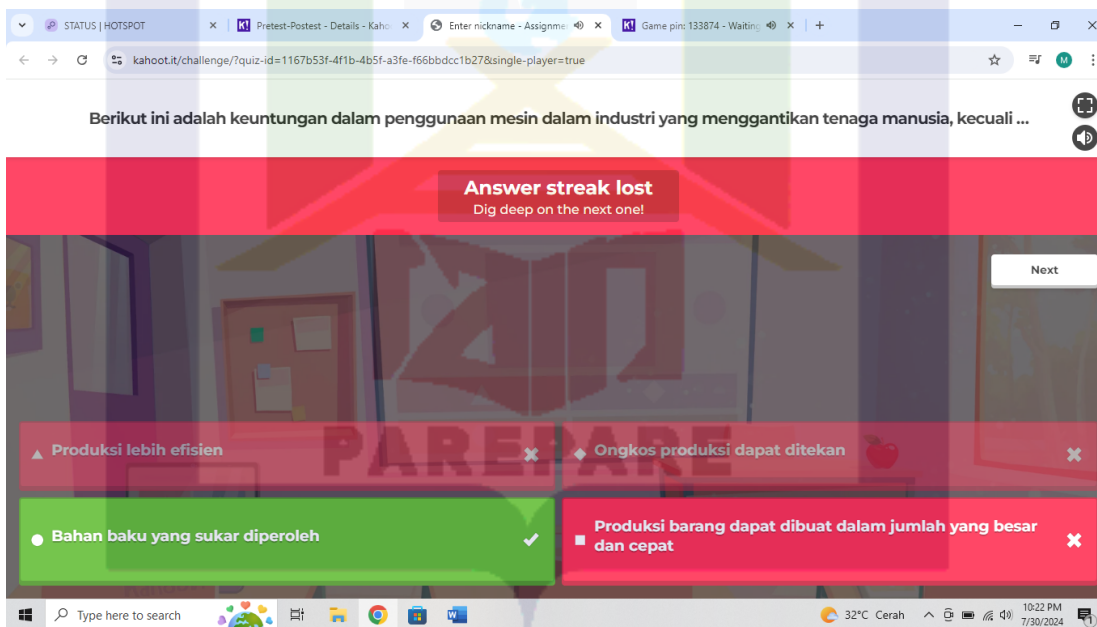 STATUS | HOTSPOT
Pretest-Postest - Details - Kaho
Enter nickname - Assignme
Game pin: 133874 - Waiting
kahoot.it/challenge/?quiz-id=1167b53f-4f1b-4b5f-a3fe-f66bbdcc1b27&single-player=true
M
Berikut ini adalah keuntungan dalam penggunaan mesin dalam industri yang menggantikan tenaga manusia, kecuali ...
Answer streak lost
Dig deep on the next one!
Next
Produksi lebih efisien
Ongkos produksi dapat ditekan
PAREPARE
Bahan baku yang sukar diperoleh
Produksi barang dapat dibuat dalam jumlah yang besar
dan cepat
Type here to search
32°C Cerah
10:22 PM
7/30/2024